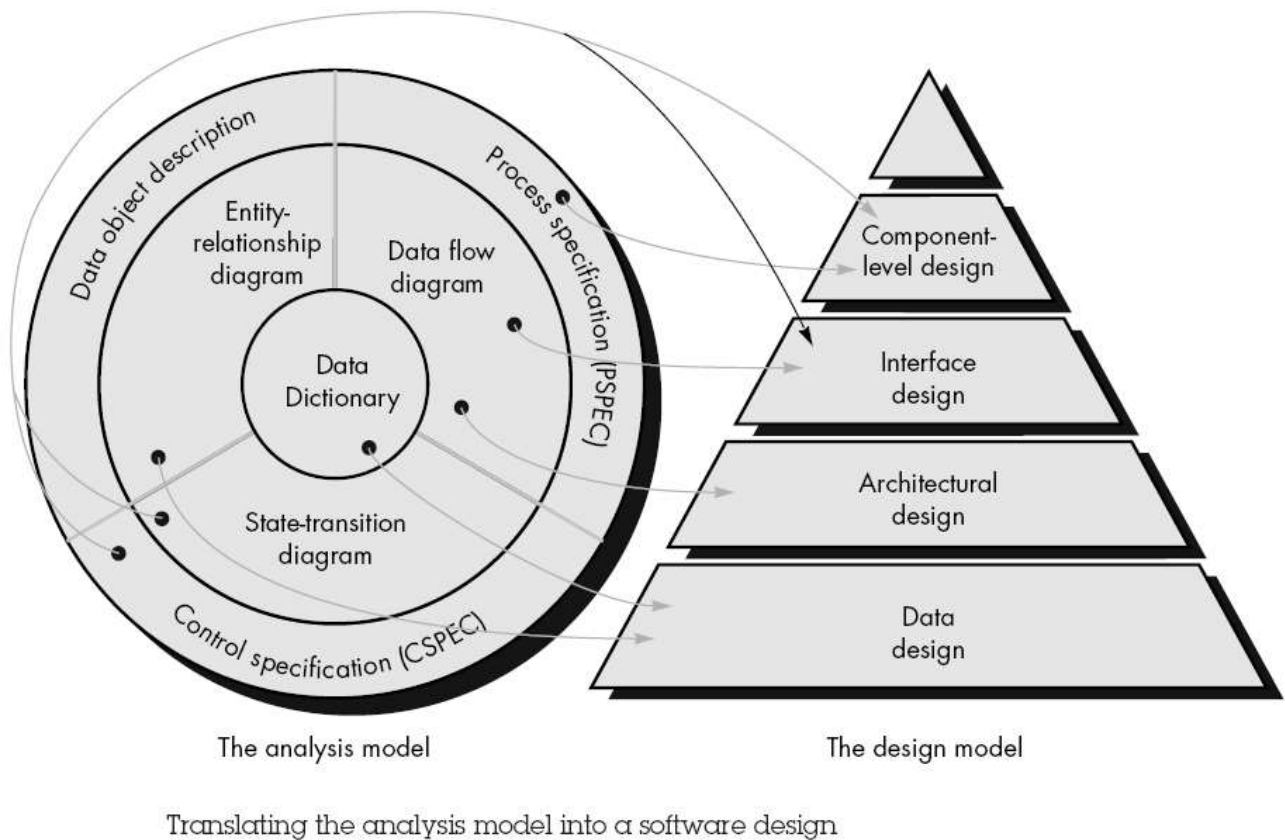 Data object description
Process specification (PSPEC)
Entity-
relationship
diagram
Data flow
diagram
Data
Dictionary
State-transition
diagram
Control specification (CSPEC)
The analysis model
Component-
level design
Interface
design
Architectural
design
Data
design
The design model
Translating the analysis model into a software design